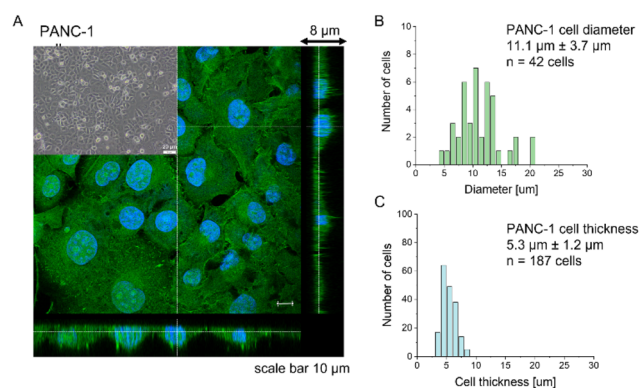 A
PANC-1
8 µm
scale bar 10 µm
B
PANC-1 cell diameter
11.1 µm ± 3.7 µm
n = 42 cells
Number of cells
10
8
6
4
2
0
0 5 10 15 20 25 30
Diameter [um]
C
PANC-1 cell thickness
5.3 µm ± 1.2 µm
n = 187 cells
Number of cells
100
80
60
40
20
0
0 5 10 15 20 25 30
Cell thickness [um]